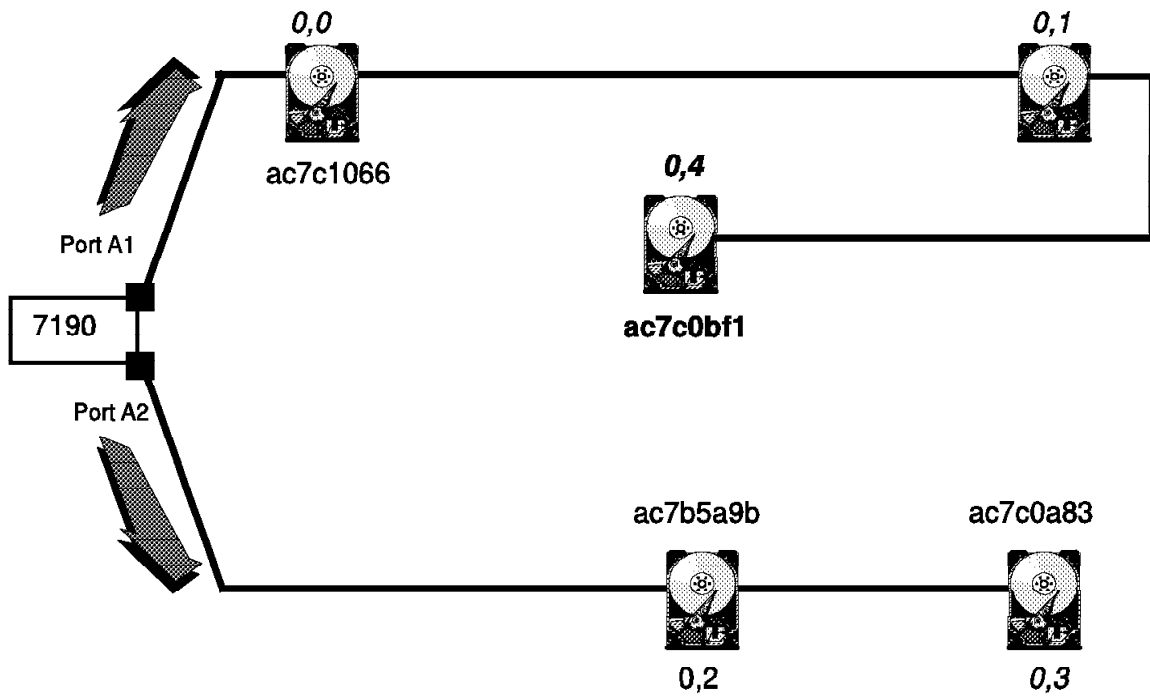 0,0
0,1
ac7c1066
0,4
Port A1
7190
ac7c0bf1
Port A2
ac7b5a9b
ac7c0a83
0,2
0,3